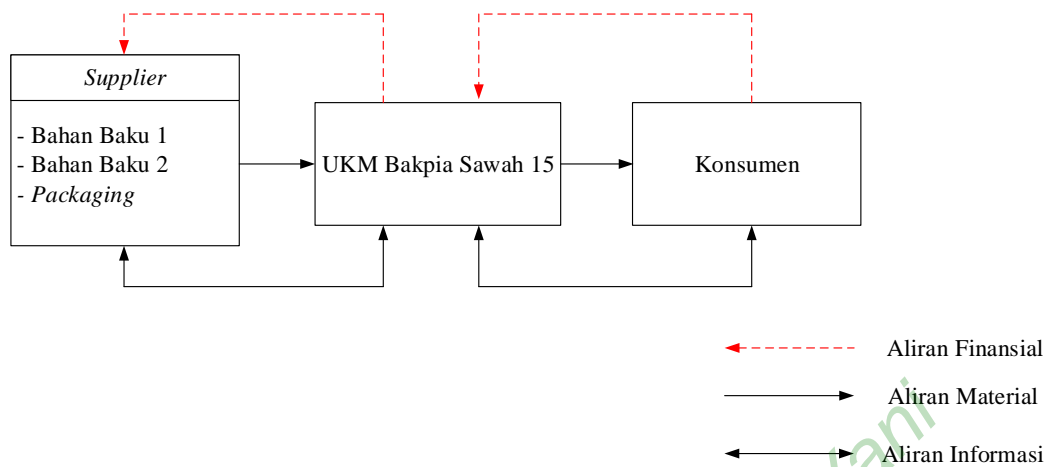 Supplier
- Bahan Baku 1
- Bahan Baku 2
- Packaging
UKM Bakpia Sawah 15
Konsumen
Aliran Finansial
Aliran Material
Aliran Informasi